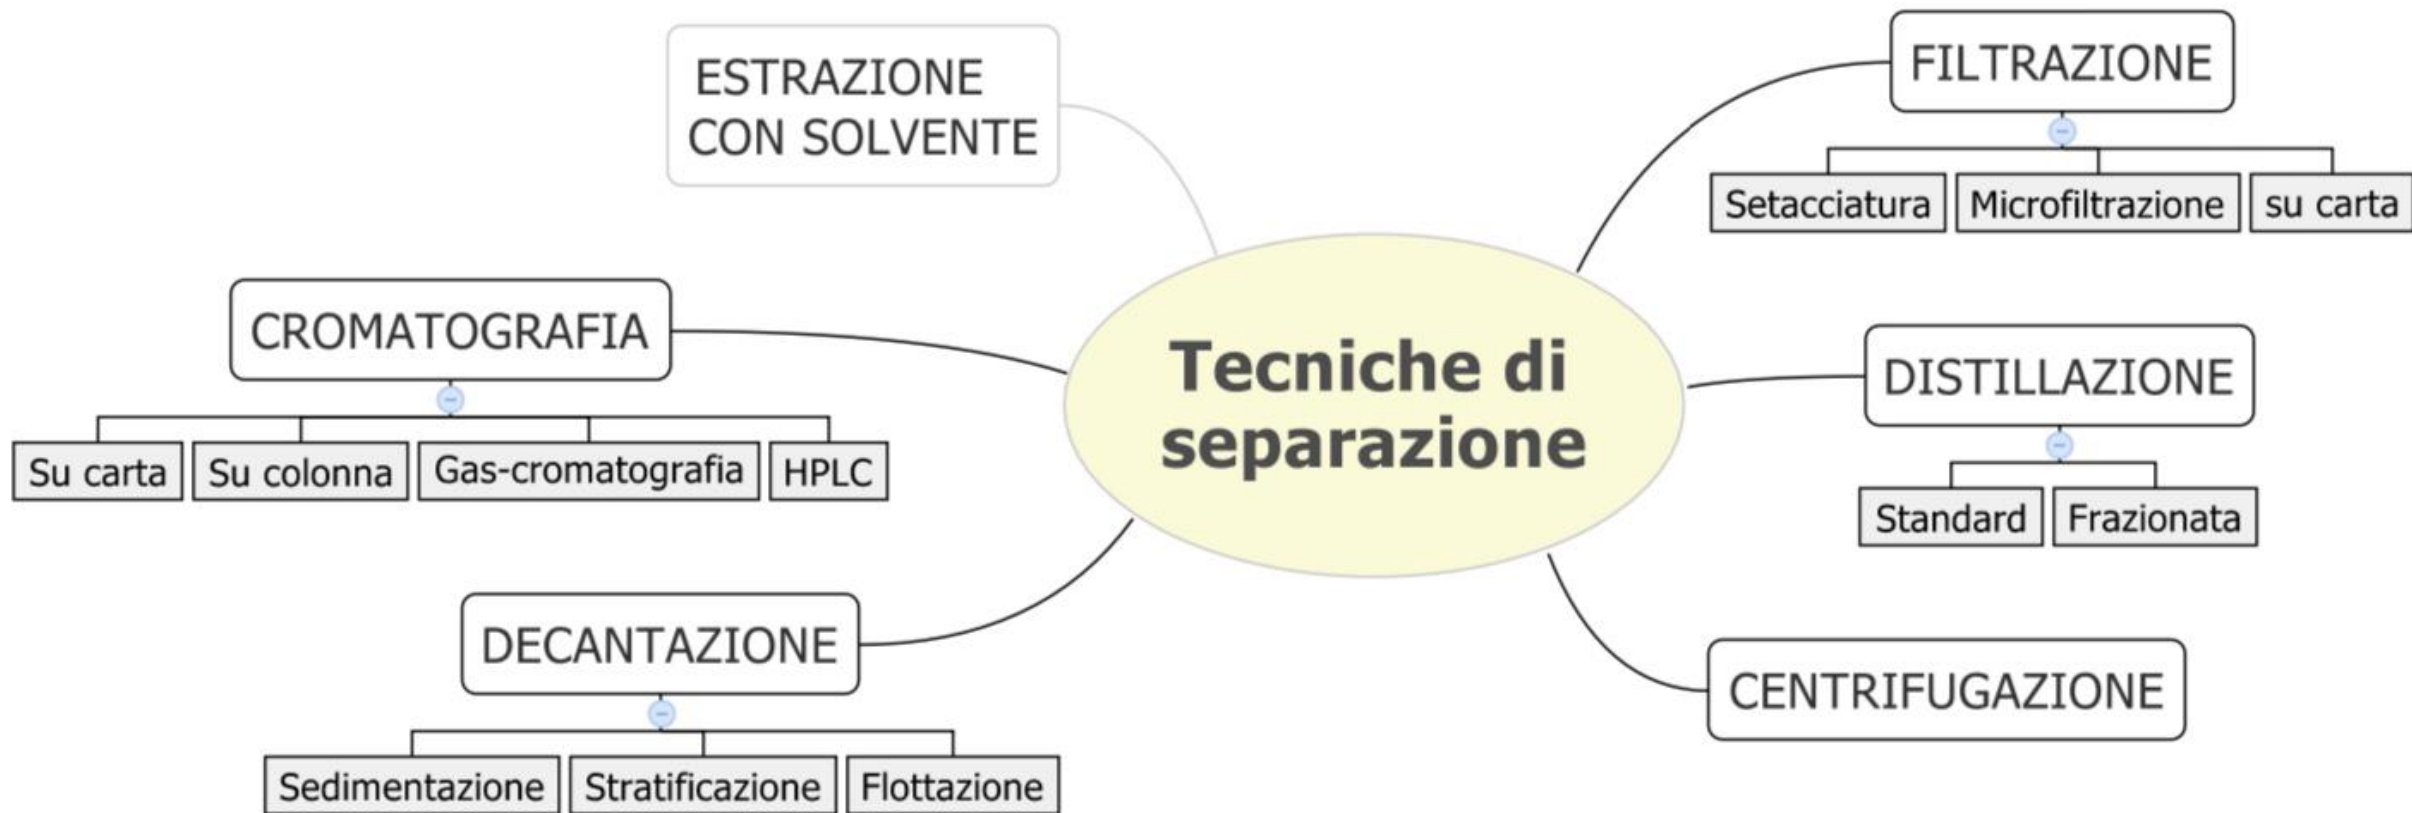 ESTRAZIONE
CON SOLVENTE
FILTRAZIONE
Setacciatura
Microfiltrazione
su carta
CROMATOGRAFIA
Su carta
Su colonna
Gas-cromatografia
HPLC
Tecniche di
separazione
DISTILLAZIONE
Standard
Frazionata
DECANTAZIONE
Sedimentazione
Stratificazione
Flottazione
CENTRIFUGAZIONE